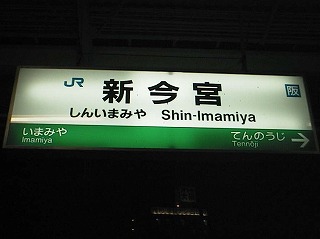 JR 新今宮 阪
しんいまみや Shin-Imamiya
いまみや てんのうじ
Imamiya Tennōji